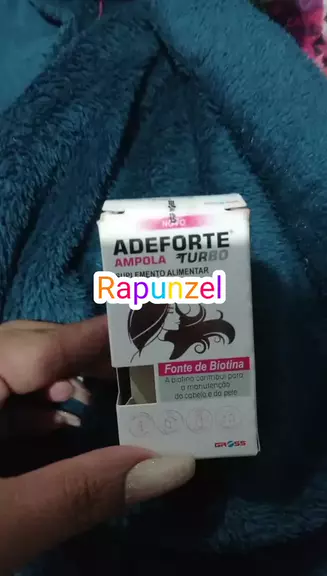 NOVO
ADEFORTE®
AMPOLA TURBO
SUPLEMENTO ALIMENTAR
Rapunzel
Fonte de Biotina
A biotina contribui para
a manutenção
do cabelo e da pele
GROSS